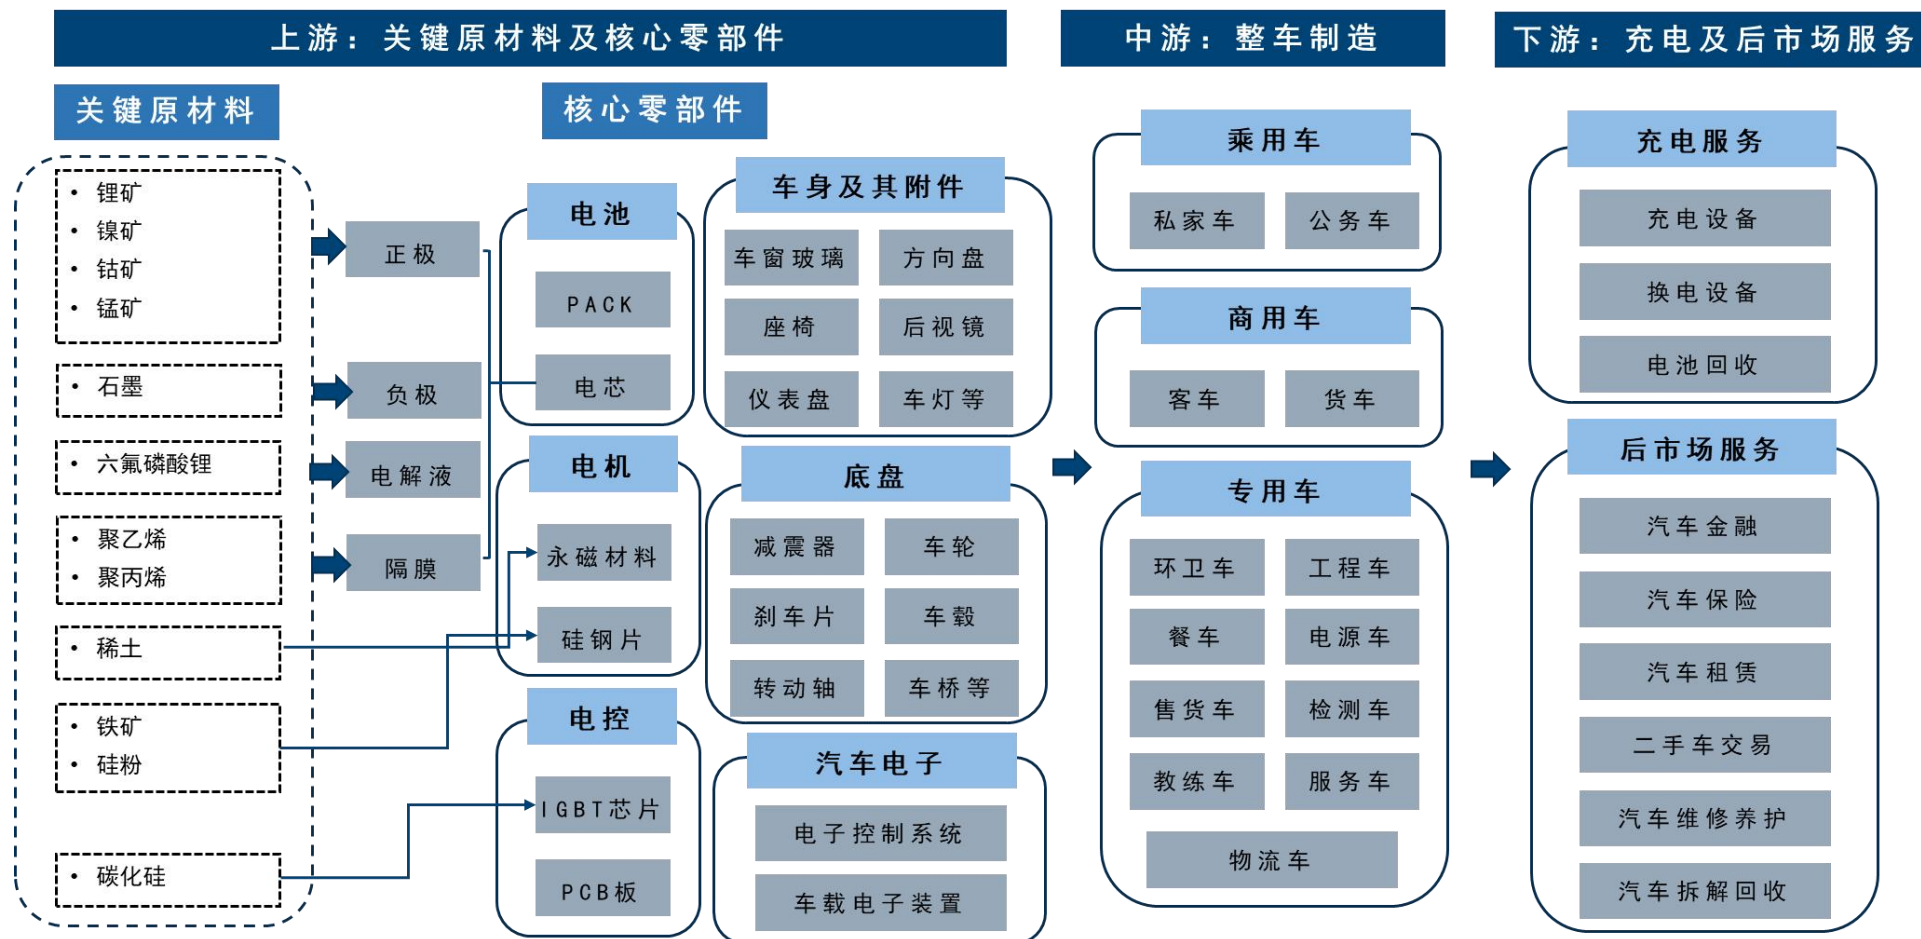 上游：关键原材料及核心零部件
关键原材料
锂矿
镍矿
钴矿
锰矿
石墨
六氟磷酸锂
聚乙烯
聚丙烯
稀土
铁矿
硅粉
碳化硅
正极
负极
电解液
隔膜
核心零部件
电池
PACK
电芯
电机
永磁材料
硅钢片
电控
IGBT芯片
PCB板
车身及其附件
车窗玻璃
方向盘
座椅
后视镜
仪表盘
车灯等
底盘
减震器
车轮
刹车片
车毂
转动轴
车桥等
汽车电子
电子控制系统
车载电子装置
中游：整车制造
乘用车
私家车
公务车
商用车
客车
货车
专用车
环卫车
工程车
餐车
电源车
售货车
检测车
教练车
服务车
物流车
下游：充电及后市场服务
充电服务
充电设备
换电设备
电池回收
后市场服务
汽车金融
汽车保险
汽车租赁
二手车交易
汽车维修养护
汽车拆解回收